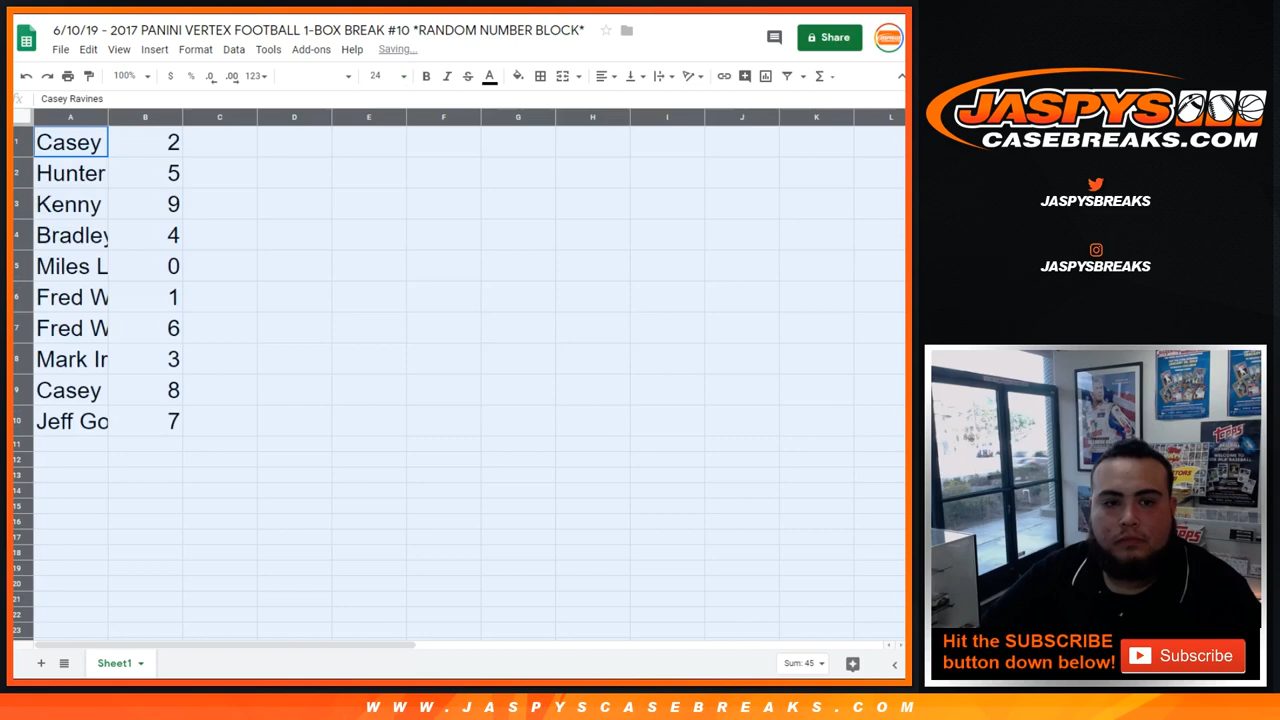 6/10/19 - 2017 PANINI VERTEX FOOTBALL 1-BOX BREAK #10 *RANDOM NUMBER BLOCK*
File Edit View Insert Format Data Tools Add-ons Help Saving...
Share
100% $ % .0 .00 123 24 B I S A
fx Casey Ravines
A B C D E F G H I J K L
1 Casey 2
2 Hunter 5
3 Kenny 9
4 Bradley 4
5 Miles L 0
6 Fred W 1
7 Fred W 6
8 Mark Ir 3
9 Casey 8
10 Jeff Go 7
11
12
13
14
15
16
17
18
19
20
21
22
23
Sheet1
Sum: 45
JASPYS
CASEBREAKS.COM
JASPYSBREAKS
JASPYSBREAKS
TOPPS
TOPPS
Hit the SUBSCRIBE
button down below!
Subscribe
WWW.JASPYSCASEBREAKS.COM